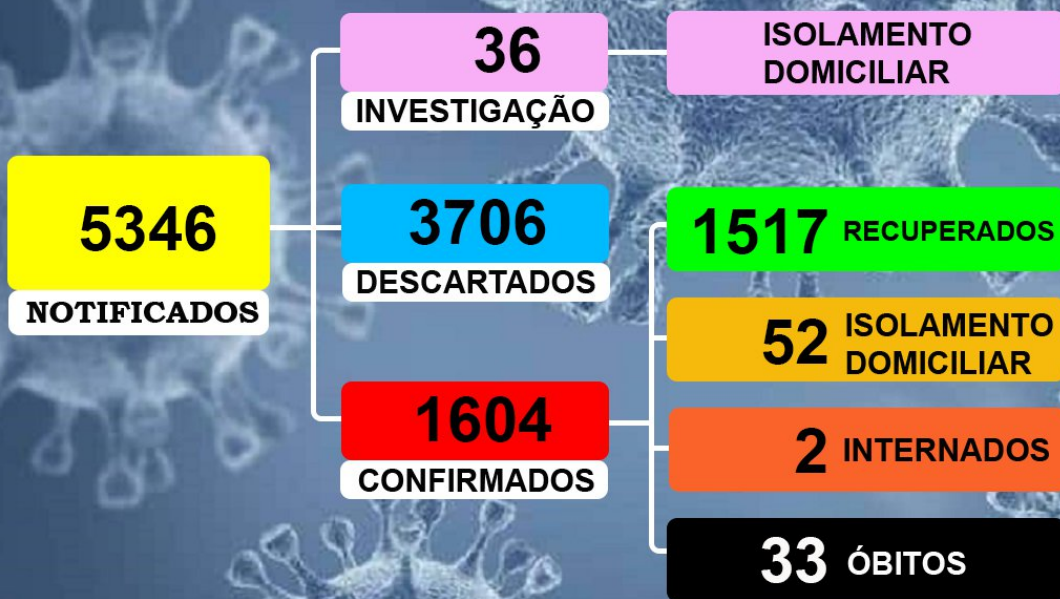 5346
NOTIFICADOS
36
INVESTIGAÇÃO
ISOLAMENTO
DOMICILIAR
3706
DESCARTADOS
1604
CONFIRMADOS
1517 RECUPERADOS
52 ISOLAMENTO
DOMICILIAR
2 INTERNADOS
33 ÓBITOS